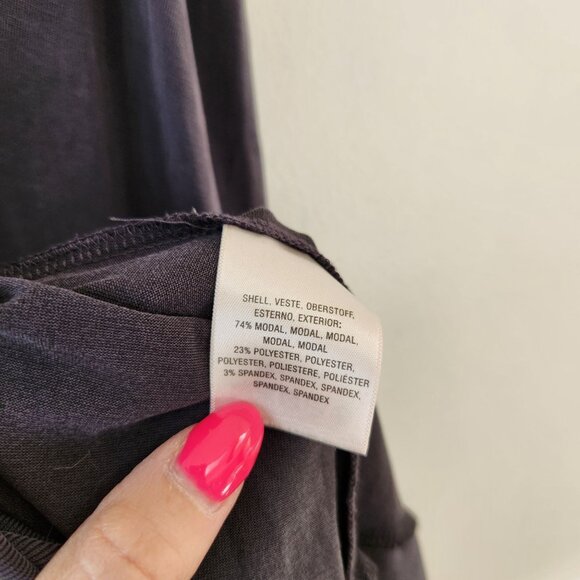 SHELL, VESTE, OBERSTOFF,
ESTERNO, EXTERIOR:
74% MODAL, MODAL, MODAL,
MODAL, MODAL
23% POLYESTER, POLYESTER,
POLYESTER, POLIESTERE, POLIÉSTER
3% SPANDEX, SPANDEX, SPANDEX,
SPANDEX, SPANDEX